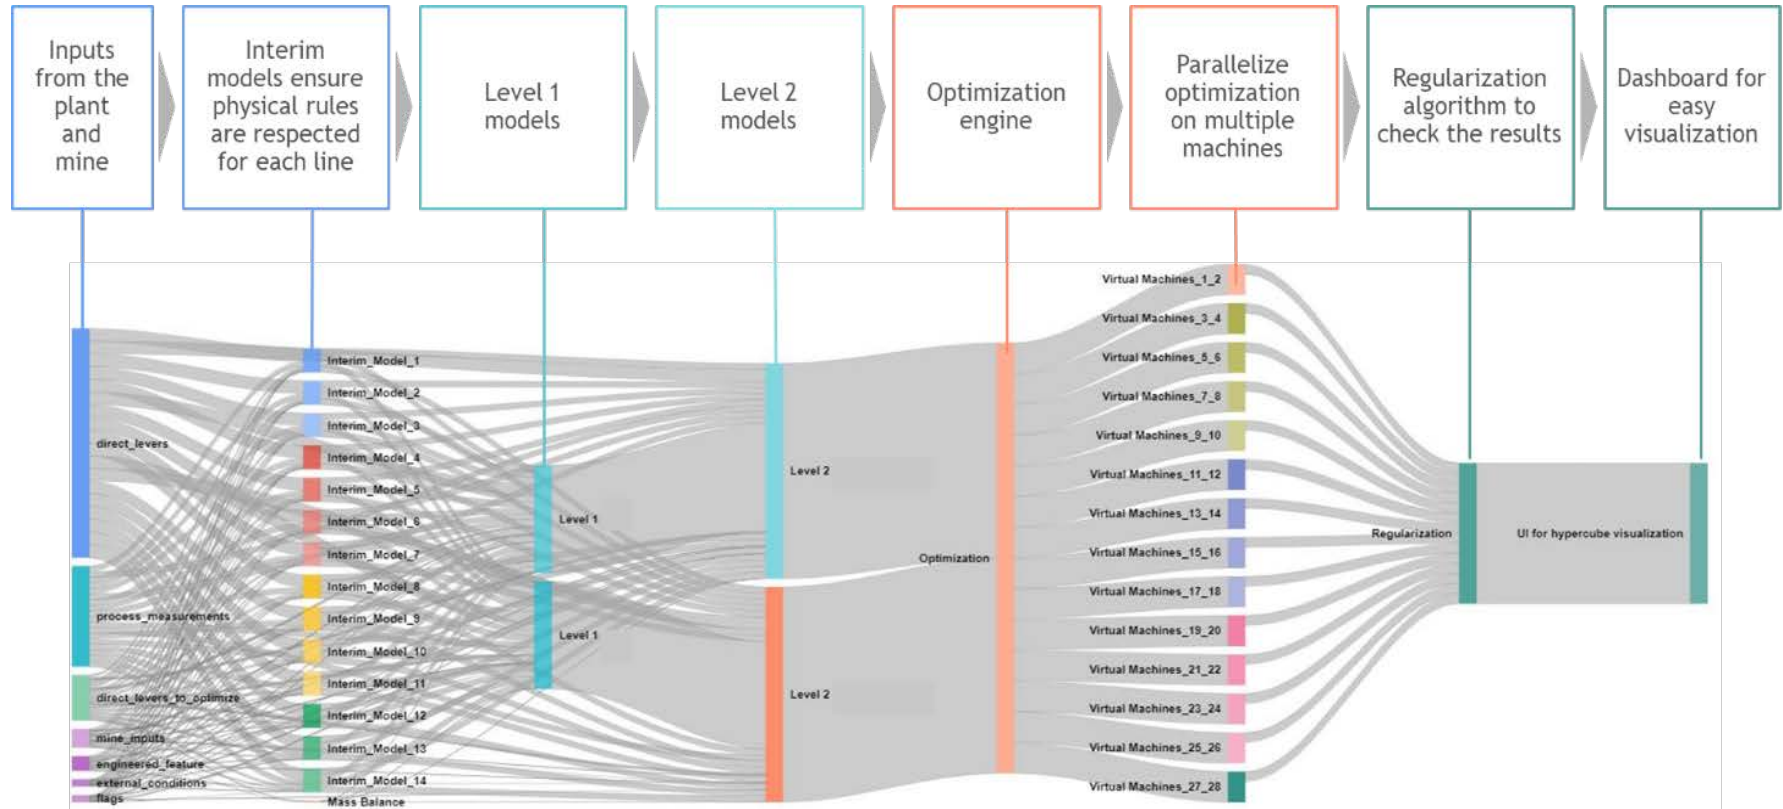 Inputs
from the
plant
and
mine
Interim
models ensure
physical rules
are respected
for each line
Level 1
models
Level 2
models
Optimization
engine
Parallelize
optimization
on multiple
machines
Regularization
algorithm to
check the results
Dashboard for
easy
visualization
direct_levers
process_measurements
direct_levers_to_optimize
mine_inputs
engineered_feature
external_conditions
flags
Interim_Model_1
Interim_Model_2
Interim_Model_3
Interim_Model_4
Interim_Model_5
Interim_Model_6
Interim_Model_7
Interim_Model_8
Interim_Model_9
Interim_Model_10
Interim_Model_11
Interim_Model_12
Interim_Model_13
Interim_Model_14
Mass Balance
Level 1
Level 1
Level 2
Level 2
Optimization
Virtual Machines_1_2
Virtual Machines_3_4
Virtual Machines_5_6
Virtual Machines_7_8
Virtual Machines_9_10
Virtual Machines_11_12
Virtual Machines_13_14
Virtual Machines_15_16
Virtual Machines_17_18
Virtual Machines_19_20
Virtual Machines_21_22
Virtual Machines_23_24
Virtual Machines_25_26
Virtual Machines_27_28
Regularization
UI for hypercube visualization